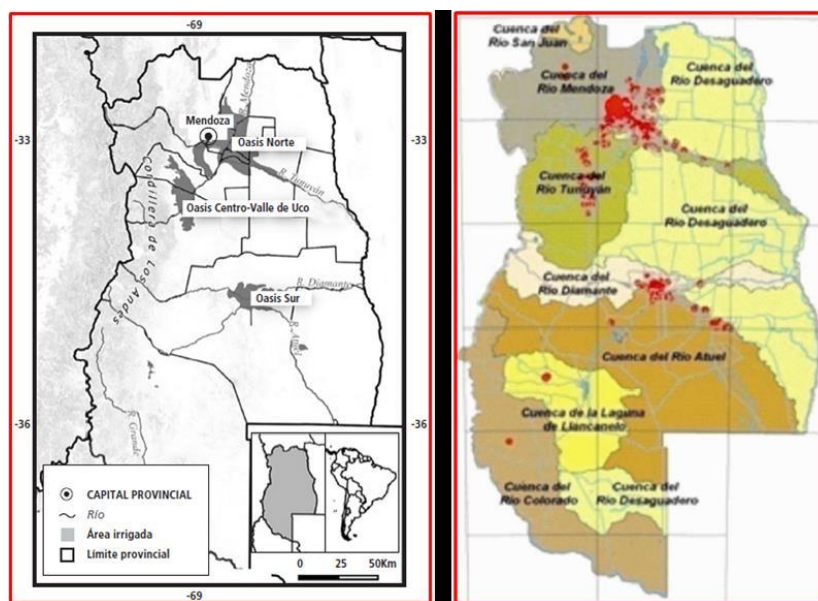 -69
-33
Mendoza
R. Mendoza
Oasis Norte
R. Tunuyán
Oasis Centro-Valle de Uco
Cordillera de Los Andes
R. Diamante
Oasis Sur
R. Atuel
-36
-36
R. Grande
CAPITAL PROVINCIAL
Río
Área irrigada
Límite provincial
0 25 50Km
-69
Cuenca del
Río San Juan
Cuenca del
Río Mendoza
Cuenca del
Río Desaguadero
Cuenca del
Río Tunuyán
Cuenca del
Río Desaguadero
Cuenca del
Río Diamante
Cuenca del Río Atuel
Cuenca de la Laguna
de Llancanelo
Cuenca del
Río Colorado
Cuenca del
Río Desaguadero